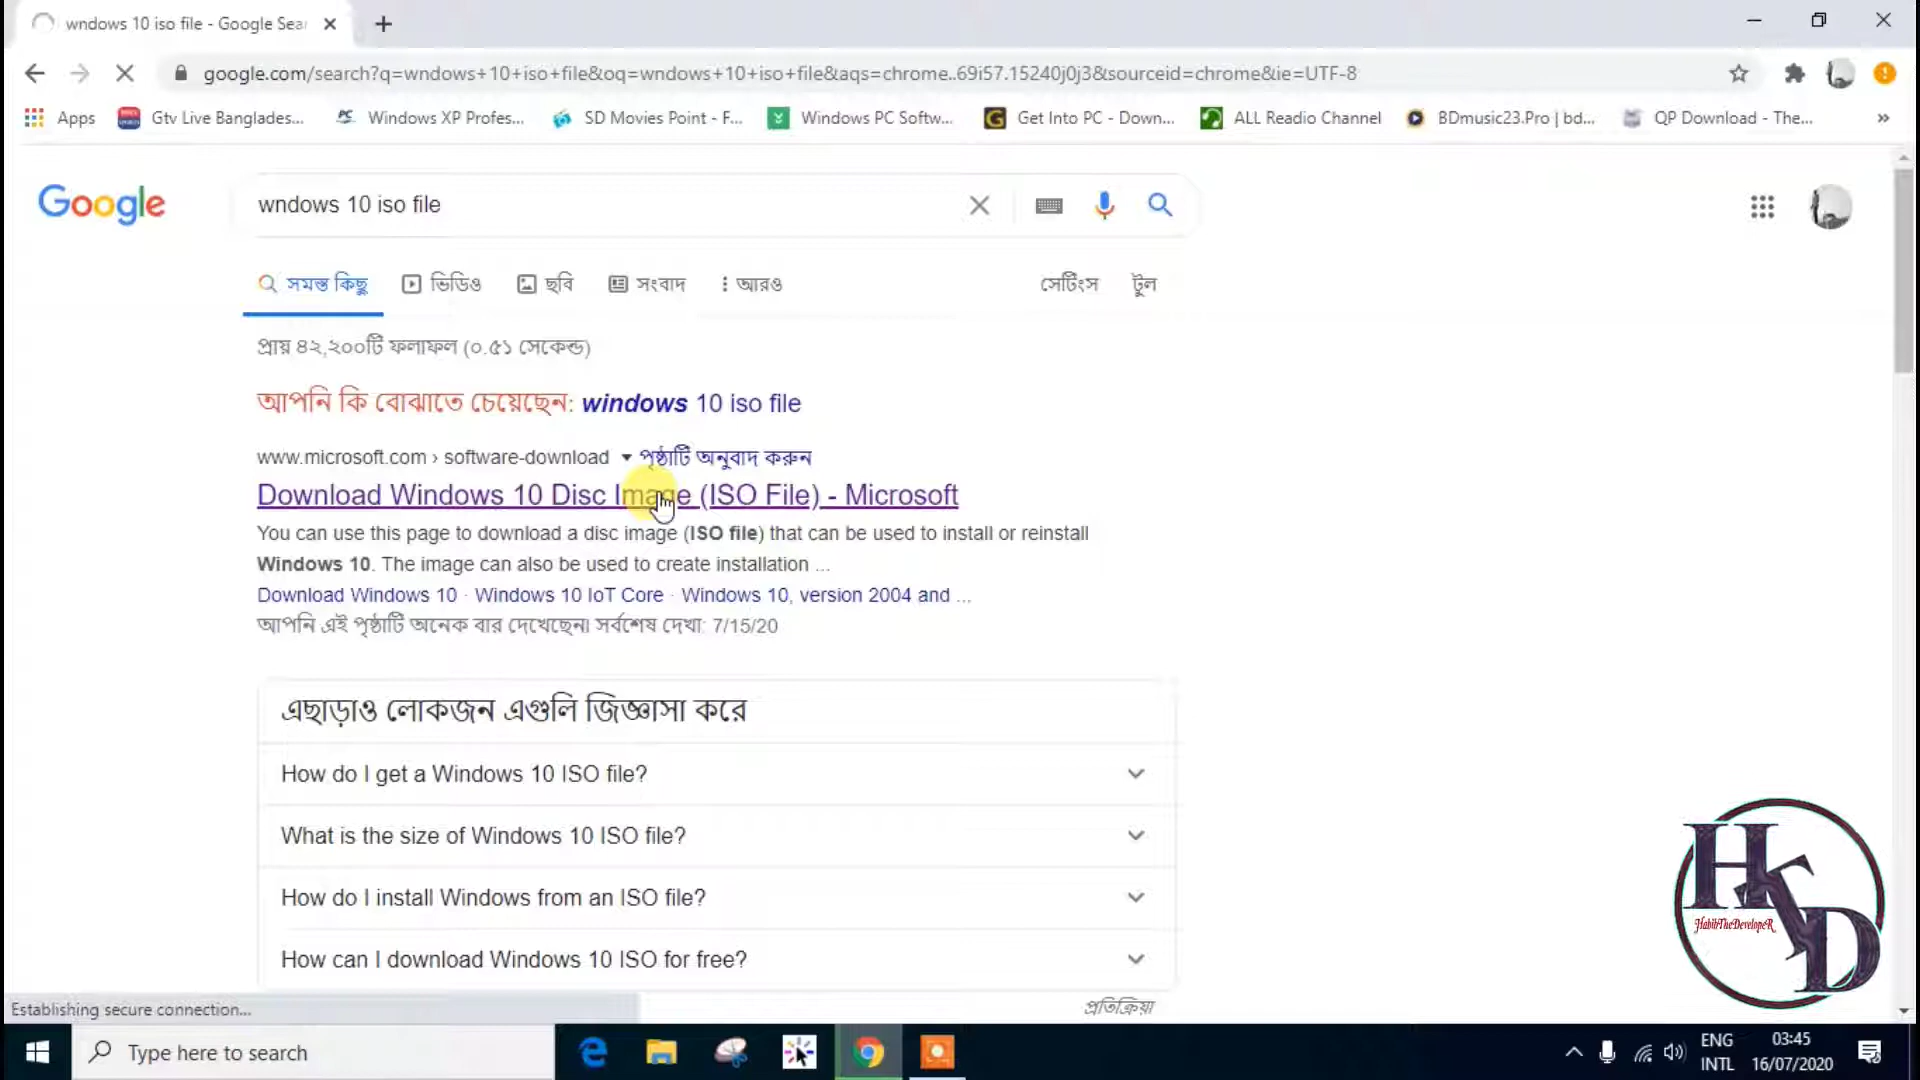 wndows 10 iso file - Google Sear
google.com/search?q=wndows+10+iso+file&oq=wndows+10+iso+file&aqs=chrome..69i57.15240j0j3&sourceid=chrome&ie=UTF-8
Apps Gtv Live Banglades... Windows XP Profes... SD Movies Point - F... Windows PC Softw... Get Into PC - Down... ALL Readio Channel BDmusic23.Pro | bd... QP Download - The... »
Google wndows 10 iso file
সমস্ত কিছু ভিডিও ছবি সংবাদ আরও সেটিংস টুল
প্রায় ৪২,২০০টি ফলাফল (০.৫১ সেকেন্ড)
আপনি কি বোঝাতে চেয়েছেন: windows 10 iso file
www.microsoft.com › software-download ▾ পৃষ্ঠাটি অনুবাদ করুন
Download Windows 10 Disc Image (ISO File) - Microsoft
You can use this page to download a disc image (ISO file) that can be used to install or reinstall
Windows 10. The image can also be used to create installation ...
Download Windows 10 · Windows 10 IoT Core · Windows 10, version 2004 and ...
আপনি এই পৃষ্ঠাটি অনেক বার দেখেছেন। সর্বশেষ দেখা: 7/15/20
এছাড়াও লোকজন এগুলি জিজ্ঞাসা করে
How do I get a Windows 10 ISO file?
What is the size of Windows 10 ISO file?
How do I install Windows from an ISO file?
How can I download Windows 10 ISO for free?
প্রতিক্রিয়া
HTD
HabibTheDevelopeR
Establishing secure connection...
Type here to search
ENG 03:45
INTL 16/07/2020